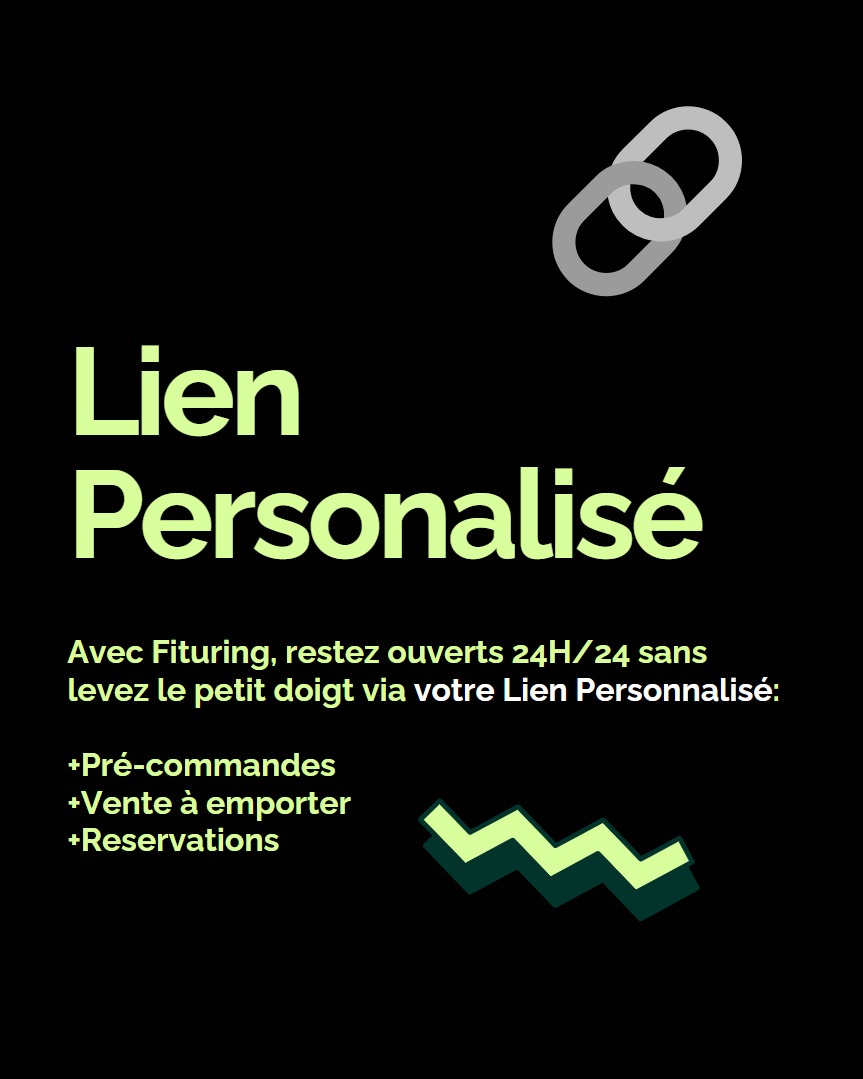 Lien
Personalisé
Avec Fituring, restez ouverts 24H/24 sans
levez le petit doigt via votre Lien Personnalisé:
+Pré-commandes
+Vente à emporter
+Reservations